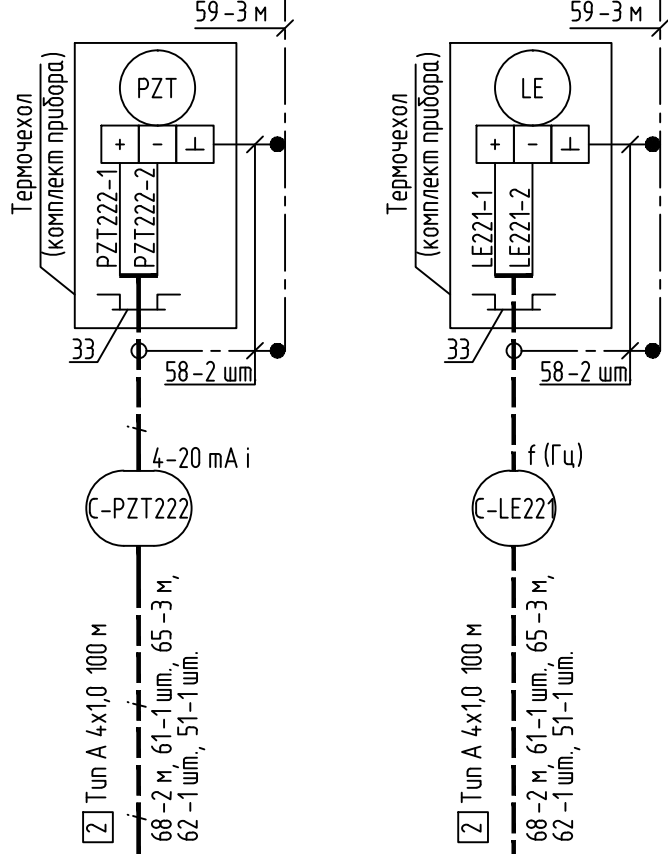 59-3 м
Термочехол
(комплект прибора)
PZT
+ - ⊥
PZT222-1
PZT222-2
33
58-2 шт
4-20 mA i
C-PZT222
2 Тип А 4х1,0 100 м
68-2 м, 61-1 шт., 65-3 м,
62-1 шт., 51-1 шт.
59-3 м
Термочехол
(комплект прибора)
LE
+ - ⊥
LE221-1
LE221-2
33
58-2 шт
f (Гц)
C-LE221
2 Тип А 4х1,0 100 м
68-2 м, 61-1 шт., 65-3 м,
62-1 шт., 51-1 шт.